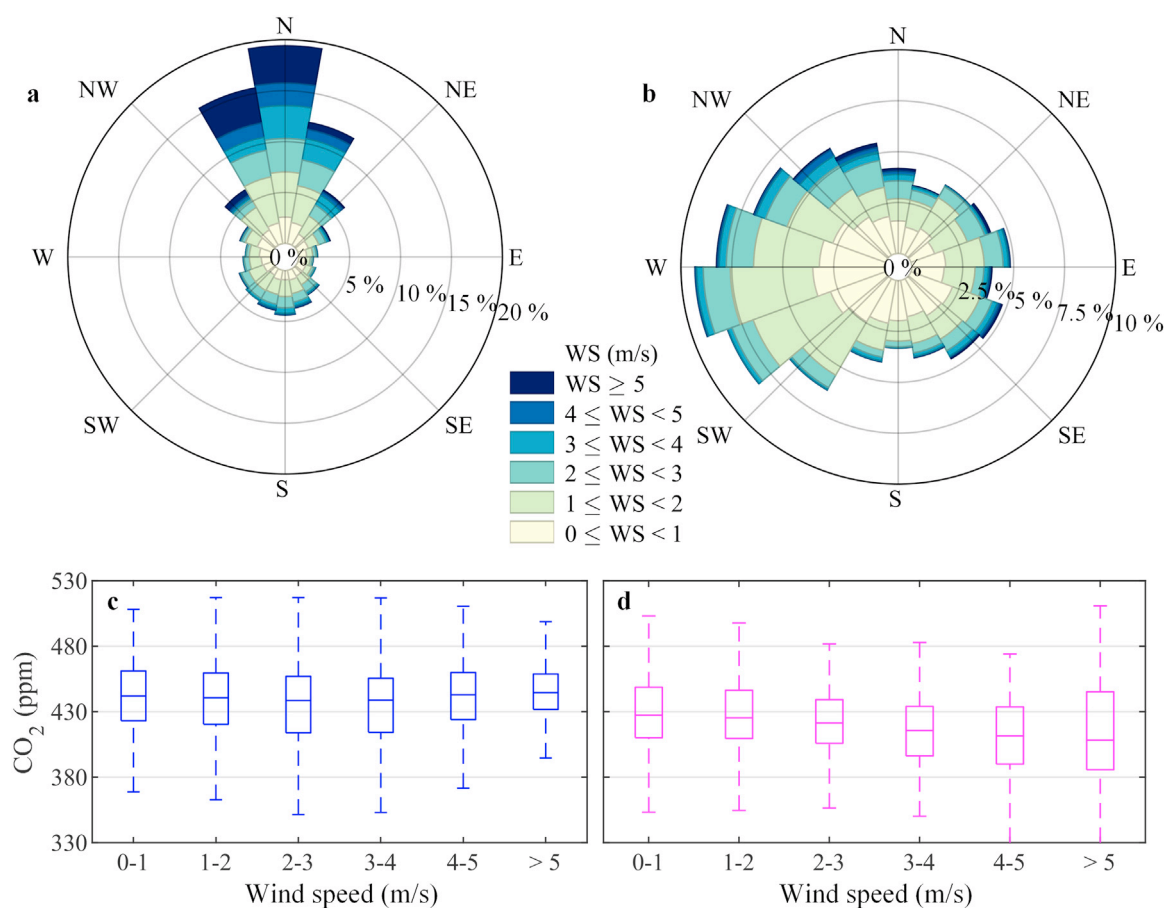 a
N
NE
E
SE
S
SW
W
NW
0 %
5 %
10 %
15 %
20 %
b
N
NE
E
SE
S
SW
W
NW
0 %
2.5 %
5 %
7.5 %
10 %
WS (m/s)
WS ≥ 5
4 ≤ WS < 5
3 ≤ WS < 4
2 ≤ WS < 3
1 ≤ WS < 2
0 ≤ WS < 1
c
CO₂ (ppm)
530
480
430
380
330
0-1 1-2 2-3 3-4 4-5 > 5
Wind speed (m/s)
d
0-1 1-2 2-3 3-4 4-5 > 5
Wind speed (m/s)